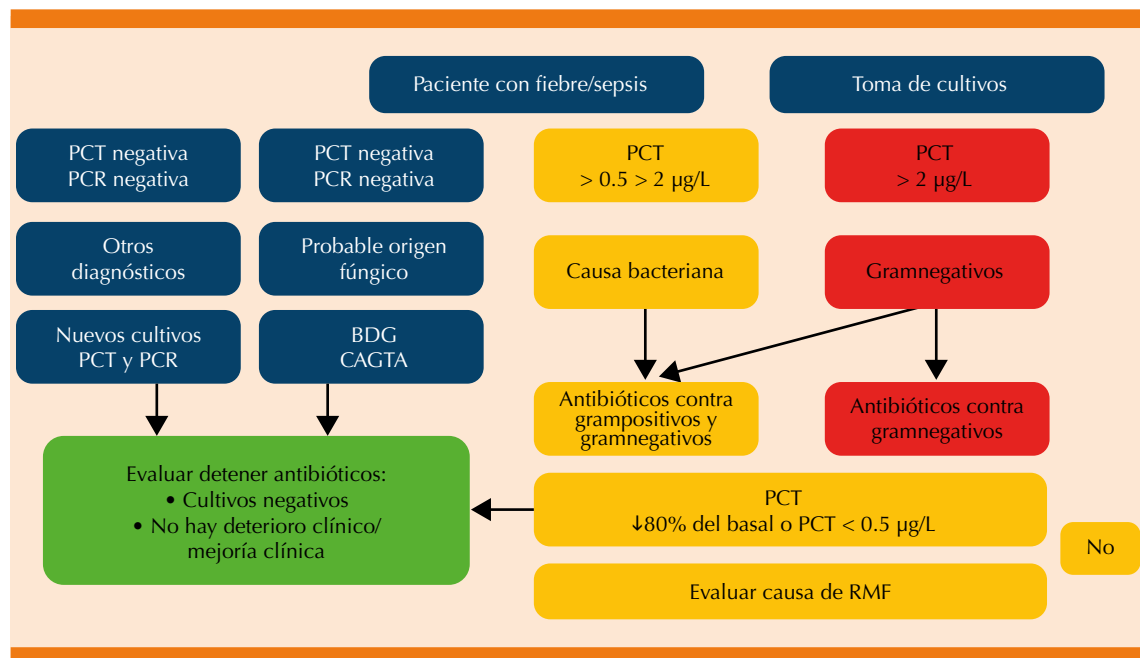 Paciente con fiebre/sepsis
Toma de cultivos
PCT negativa
PCR negativa
PCT negativa
PCR negativa
PCT
> 0.5 > 2 µg/L
PCT
> 2 µg/L
Otros
diagnósticos
Probable origen
fúngico
Causa bacteriana
Gramnegativos
Nuevos cultivos
PCT y PCR
BDG
CAGTA
Antibióticos contra
grampositivos y
gramnegativos
Antibióticos contra
gramnegativos
Evaluar detener antibióticos:
• Cultivos negativos
• No hay deterioro clínico/
mejoría clínica
PCT
↓80% del basal o PCT < 0.5 µg/L
No
Evaluar causa de RMF